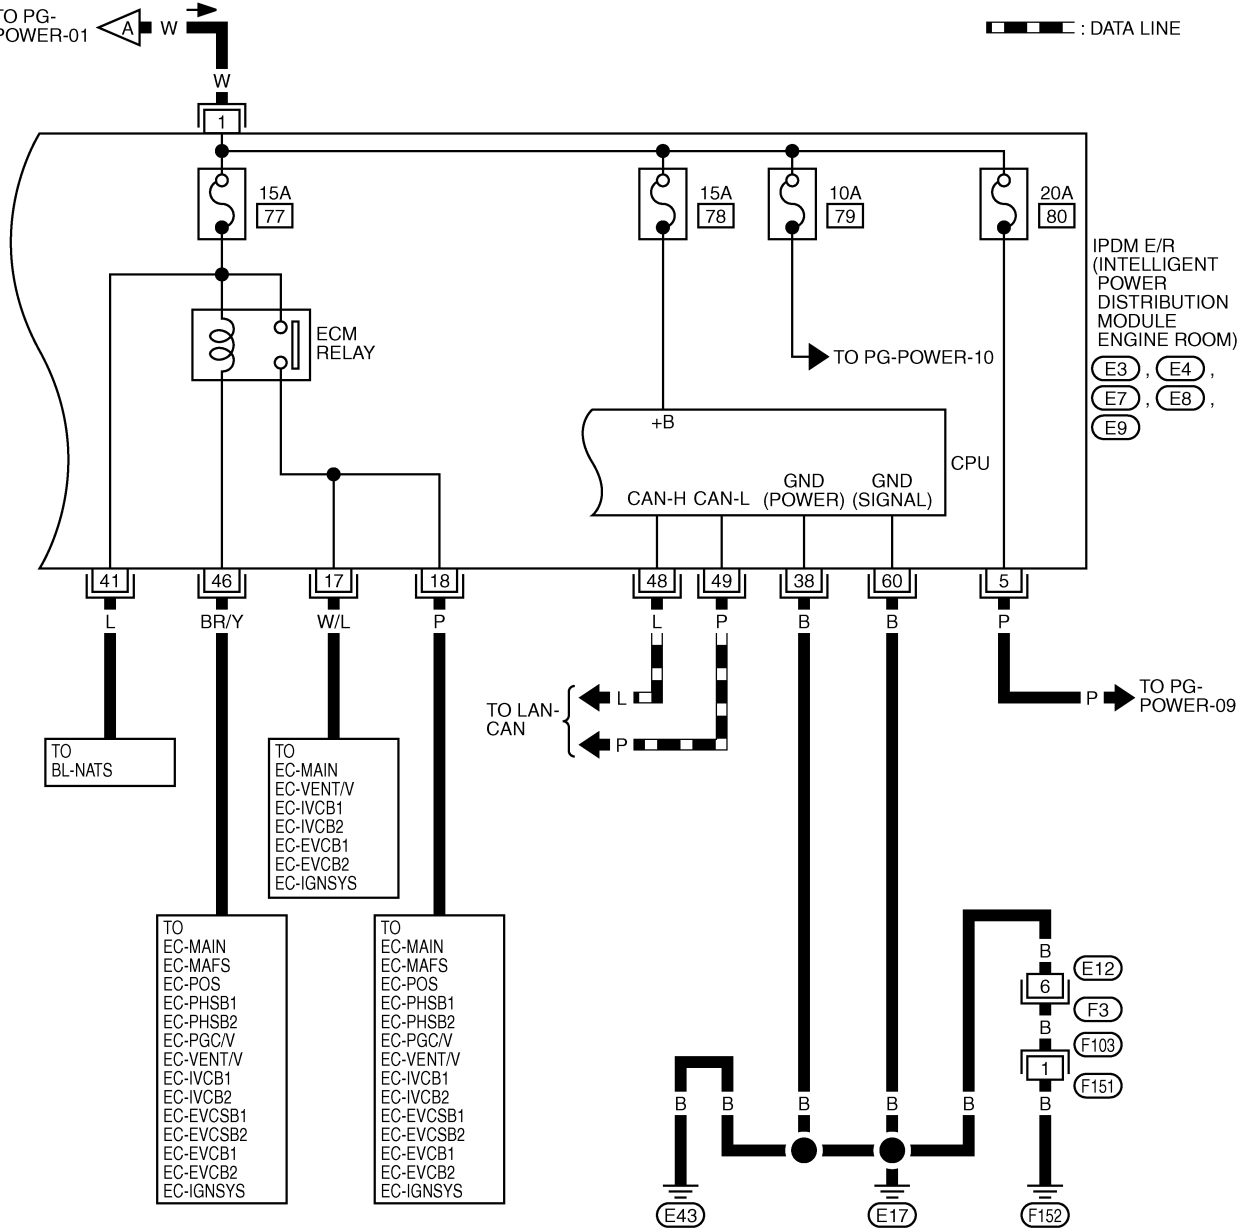 TO PG-
POWER-01
A
W
: DATA LINE
W
1
15A
77
15A
78
10A
79
20A
80
IPDM E/R
(INTELLIGENT
POWER
DISTRIBUTION
MODULE
ENGINE ROOM)
E3 , E4 ,
E7 , E8 ,
E9
ECM
RELAY
TO PG-POWER-10
+B
CPU
CAN-H
CAN-L
GND
(POWER)
GND
(SIGNAL)
41
46
17
18
48
49
38
60
5
L
BR/Y
W/L
P
L
P
B
B
P
TO LAN-
CAN
L
P
P
TO PG-
POWER-09
TO
BL-NATS
TO
EC-MAIN
EC-VENT/V
EC-IVCB1
EC-IVCB2
EC-EVCB1
EC-EVCB2
EC-IGNSYS
TO
EC-MAIN
EC-MAFS
EC-POS
EC-PHSB1
EC-PHSB2
EC-PGC/V
EC-VENT/V
EC-IVCB1
EC-IVCB2
EC-EVCSB1
EC-EVCSB2
EC-EVCB1
EC-EVCB2
EC-IGNSYS
TO
EC-MAIN
EC-MAFS
EC-POS
EC-PHSB1
EC-PHSB2
EC-PGC/V
EC-VENT/V
EC-IVCB1
EC-IVCB2
EC-EVCSB1
EC-EVCSB2
EC-EVCB1
EC-EVCB2
EC-IGNSYS
B
E12
6
F3
B
F103
1
F151
B
B
B
B
B
B
E43
E17
F152